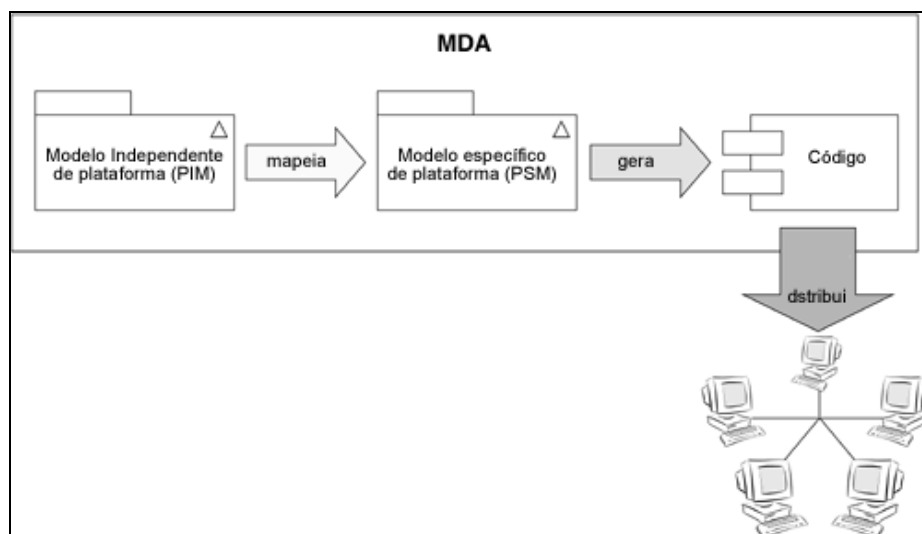 MDA
Modelo Independente
de plataforma (PIM)
mapeia
Modelo específico
de plataforma (PSM)
gera
Código
dstribui